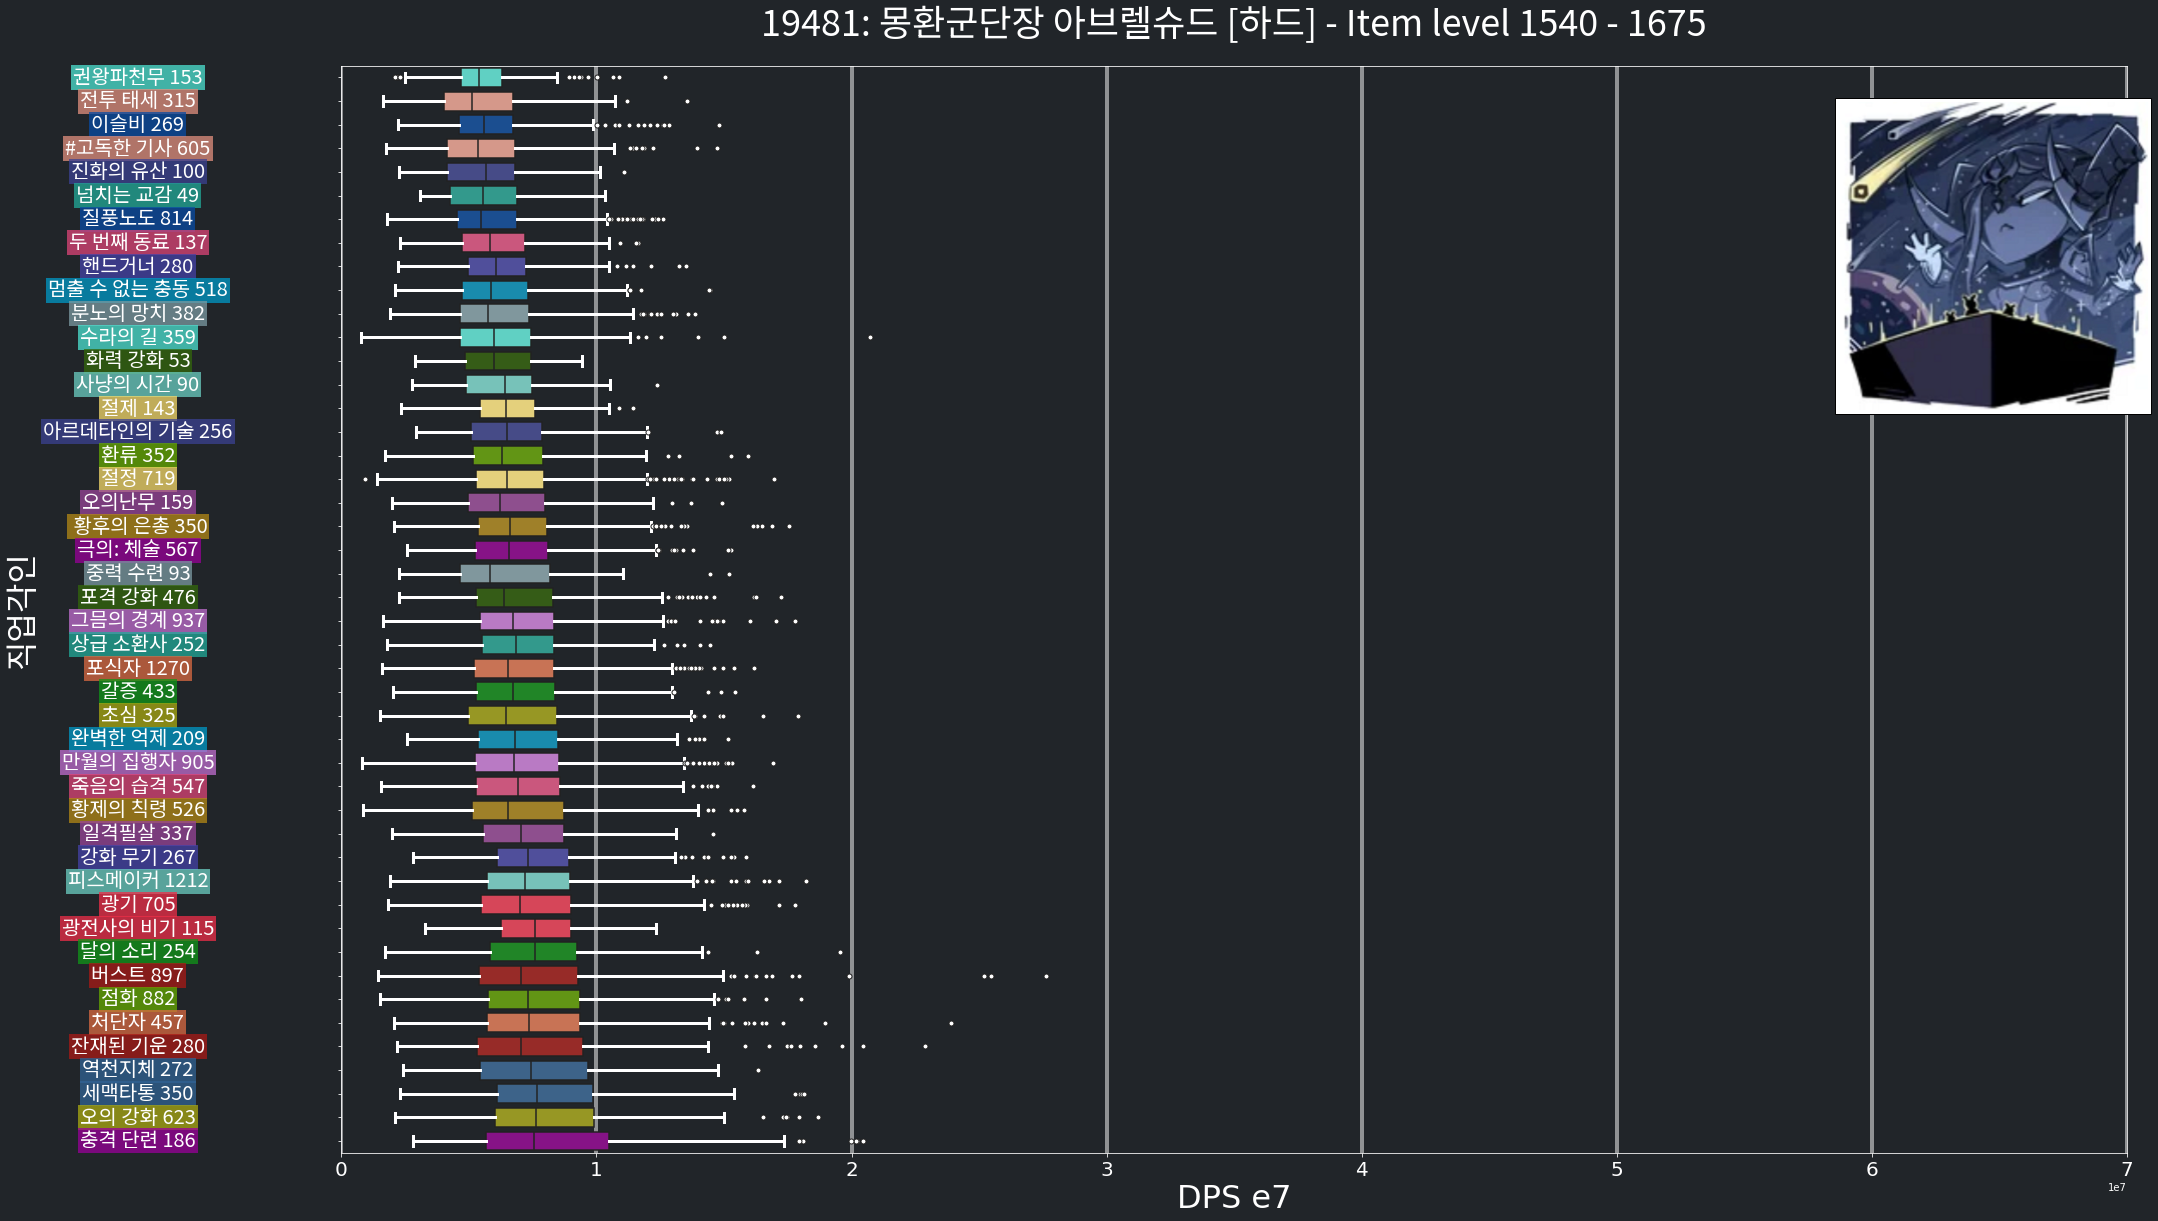 19481: 몽환군단장 아브렐슈드 [하드] - Item level 1540 - 1675
권왕파천무 153
전투 태세 315
이슬비 269
#고독한 기사 605
진화의 유산 100
넘치는 교감 49
질풍노도 814
두 번째 동료 137
핸드거너 280
멈출 수 없는 충동 518
분노의 망치 382
수라의 길 359
화력 강화 53
사냥의 시간 90
절제 143
아르데타인의 기술 256
환류 352
절정 719
오의난무 159
황후의 은총 350
극의: 체술 567
중력 수련 93
포격 강화 476
그믐의 경계 937
상급 소환사 252
포식자 1270
갈증 433
초심 325
완벽한 억제 209
만월의 집행자 905
죽음의 습격 547
황제의 칙령 526
일격필살 337
강화 무기 267
피스메이커 1212
광기 705
광전사의 비기 115
달의 소리 254
버스트 897
점화 882
처단자 457
잔재된 기운 280
역천지체 272
세맥타통 350
오의 강화 623
충격 단련 186
직업각인
0 1 2 3 4 5 6 7
1e7
DPS e7